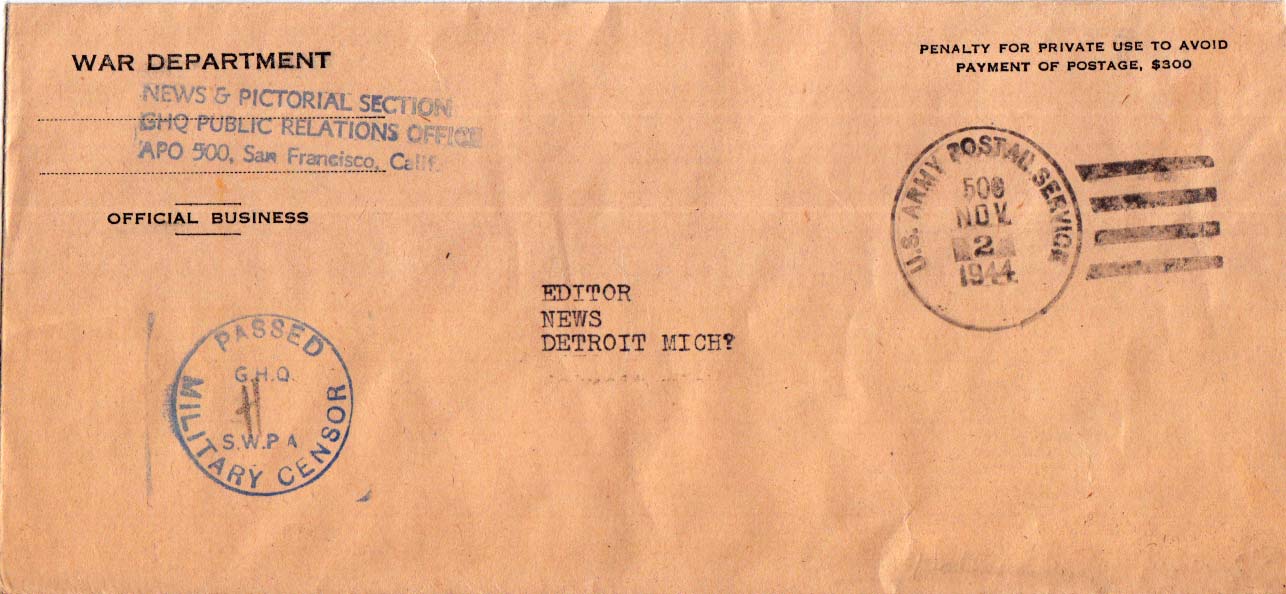 WAR DEPARTMENT
NEWS & PICTORIAL SECTION
GHQ PUBLIC RELATIONS OFFICE
APO 500, San Francisco, Calif.
OFFICIAL BUSINESS
PENALTY FOR PRIVATE USE TO AVOID
PAYMENT OF POSTAGE, $300
U.S. ARMY POSTAL SERVICE
NOV.
2
1944
EDITOR
NEWS
DETROIT MICH?
PASSED
G.H.Q.
S.W.P A
MILITARY CENSOR